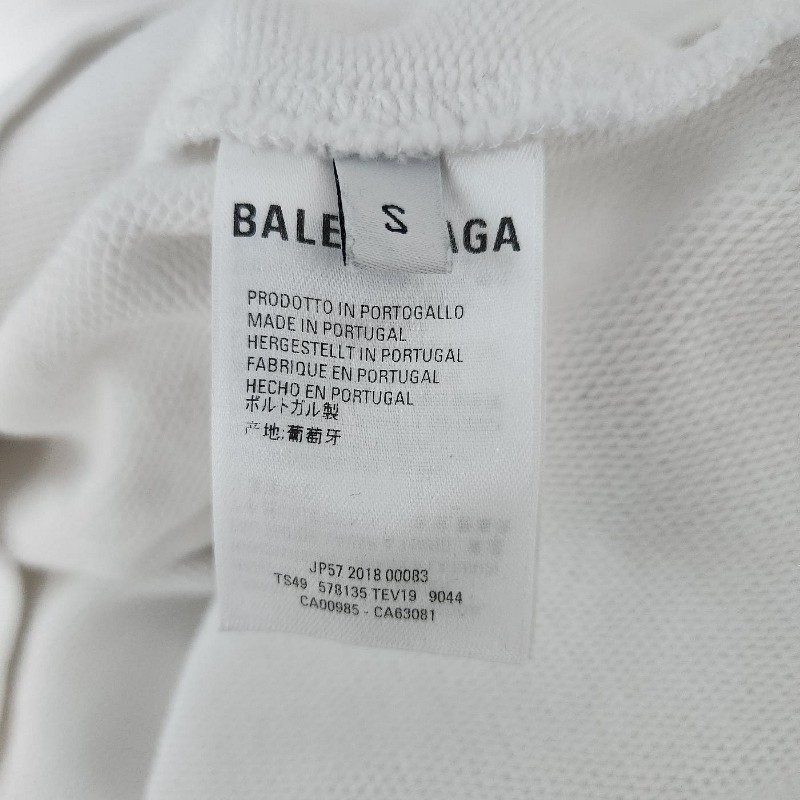 S
BALE AGA
PRODOTTO IN PORTOGALLO
MADE IN PORTUGAL
HERGESTELLT IN PORTUGAL
FABRIQUE EN PORTUGAL
HECHO EN PORTUGAL
ポルトガル製
产地:葡萄牙
JP57 2018 00083
TS49 578135 TEV19 9044
CA00985 - CA63081